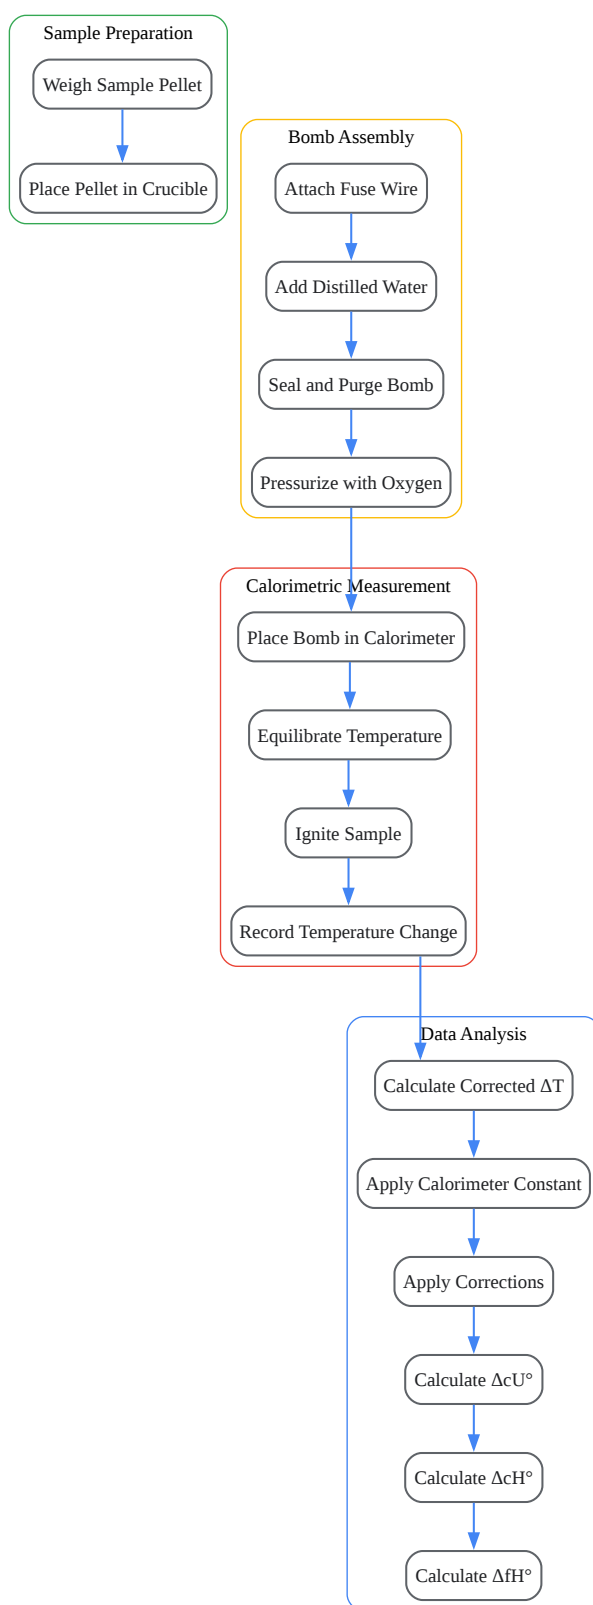 Sample Preparation
Weigh Sample Pellet
Place Pellet in Crucible
Bomb Assembly
Attach Fuse Wire
Add Distilled Water
Seal and Purge Bomb
Pressurize with Oxygen
Calorimetric Measurement
Place Bomb in Calorimeter
Equilibrate Temperature
Ignite Sample
Record Temperature Change
Data Analysis
Calculate Corrected ΔT
Apply Calorimeter Constant
Apply Corrections
Calculate ΔcU°
Calculate ΔcH°
Calculate ΔfH°